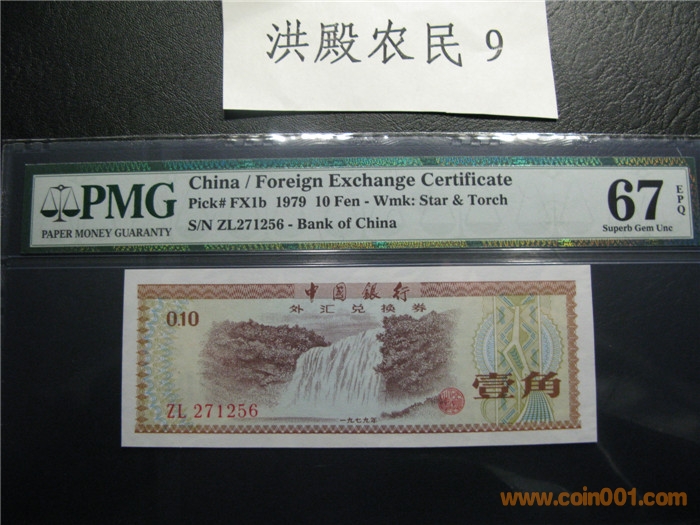 洪殿农民 9
PMG
PAPER MONEY GUARANTY
China / Foreign Exchange Certificate
Pick# FX1b 1979 10 Fen - Wmk: Star & Torch
S/N ZL271256 - Bank of China
67
EPQ
Superb Gem Unc
中国银行
外汇兑换券
0.10
壹角
ZL 271256
一九七九年
www.coin001.com